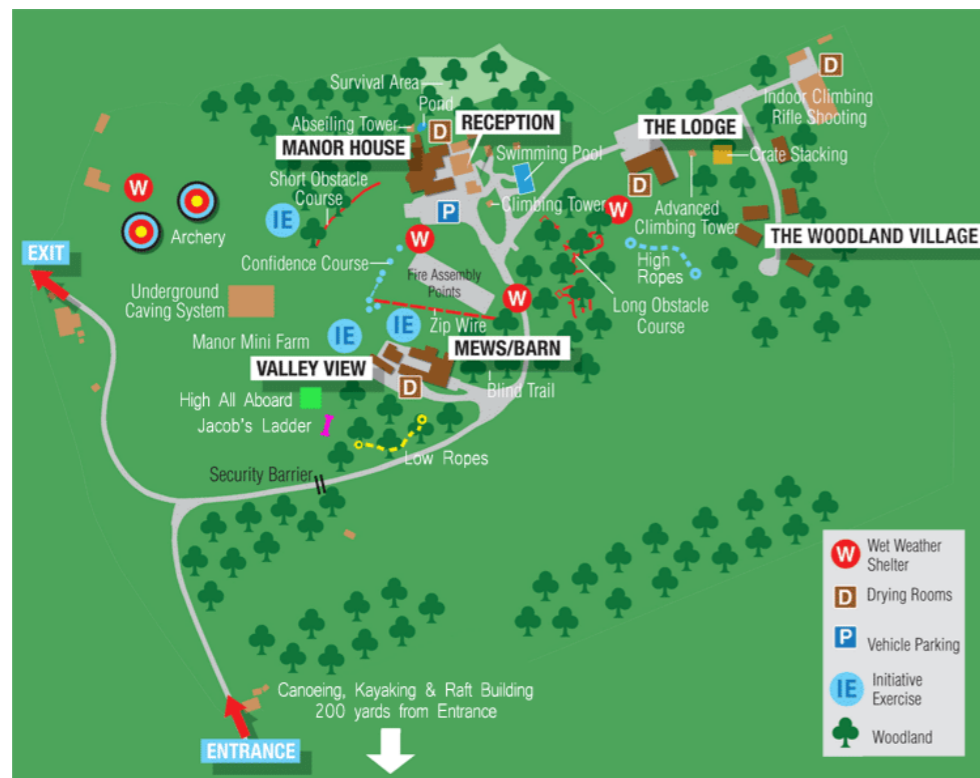 Survival Area
Pond
D
Indoor Climbing
Rifle Shooting
Abseiling Tower
D
RECEPTION
THE LODGE
MANOR HOUSE
Swimming Pool
Crate Stacking
Short Obstacle
Course
W
D
IE
P
Climbing Tower
W
Advanced
Climbing Tower
Archery
THE WOODLAND VILLAGE
EXIT
W
Confidence Course
High
Ropes
Fire Assembly
Points
Underground
Caving System
W
Long Obstacle
Course
Zip Wire
IE
IE
Manor Mini Farm
MEWS/BARN
VALLEY VIEW
D
Blind Trail
High All Aboard
Jacob's Ladder
Low Ropes
Security Barrier
W
Wet Weather
Shelter
D
Drying Rooms
P
Vehicle Parking
IE
Initiative
Exercise
Woodland
Canoeing, Kayaking & Raft Building
200 yards from Entrance
ENTRANCE